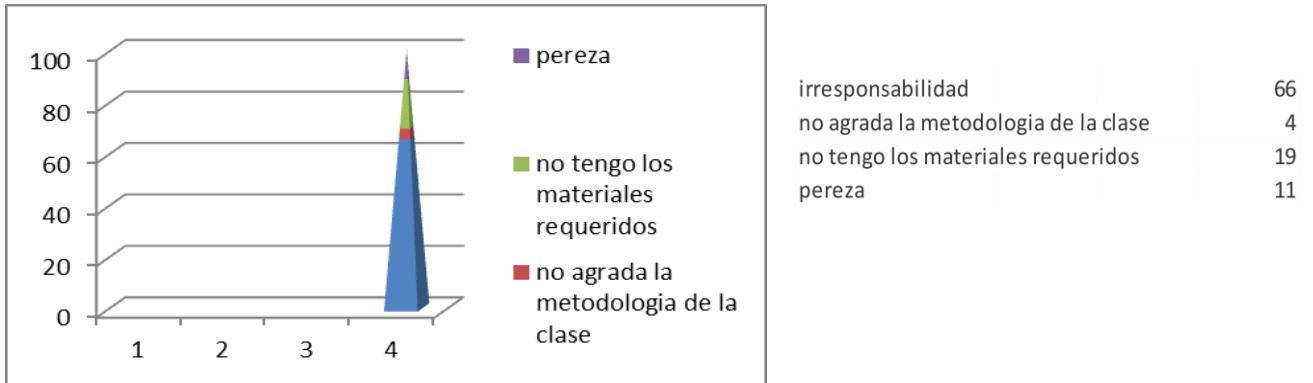 100
80
60
40
20
0
1 2 3 4
pereza
no tengo los
materiales
requeridos
no agrada la
metodologia de la
clase
irresponsabilidad 66
no agrada la metodologia de la clase 4
no tengo los materiales requeridos 19
pereza 11